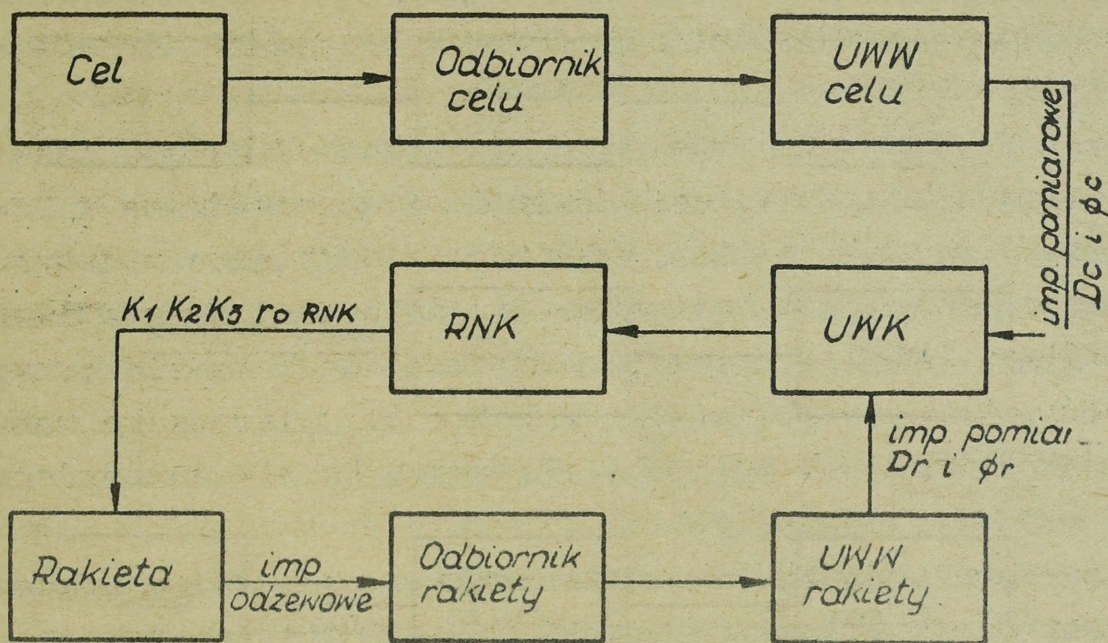 Cel
Odbiornik
celu
UWW
celu
imp pomiarowe
Dc i φc
K1 K2 K3 ro RNK
RNK
UWK
imp pomiar
Dr i φr
Rakieta
imp
odzewowe
Odbiornik
rakiety
UWW
rakiety